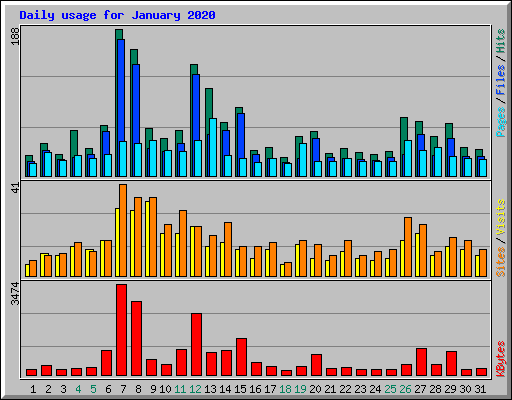 Daily usage for January 2020
188
Pages / Files / Hits
41
Sites / Visits
3474
KBytes
1 2 3 4 5 6 7 8 9 10 11 12 13 14 15 16 17 18 19 20 21 22 23 24 25 26 27 28 29 30 31